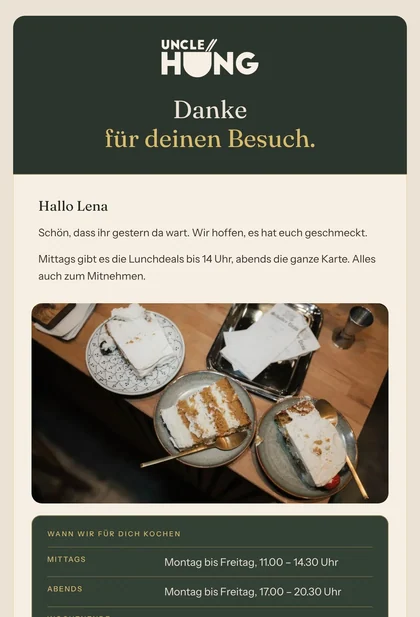 UNCLE
HUNG
Danke
für deinen Besuch.
Hallo Lena
Schön, dass ihr gestern da wart. Wir hoffen, es hat euch geschmeckt.
Mittags gibt es die Lunchdeals bis 14 Uhr, abends die ganze Karte. Alles
auch zum Mitnehmen.
WANN WIR FÜR DICH KOCHEN
MITTAGS
Montag bis Freitag, 11.00 – 14.30 Uhr
ABENDS
Montag bis Freitag, 17.00 – 20.30 Uhr